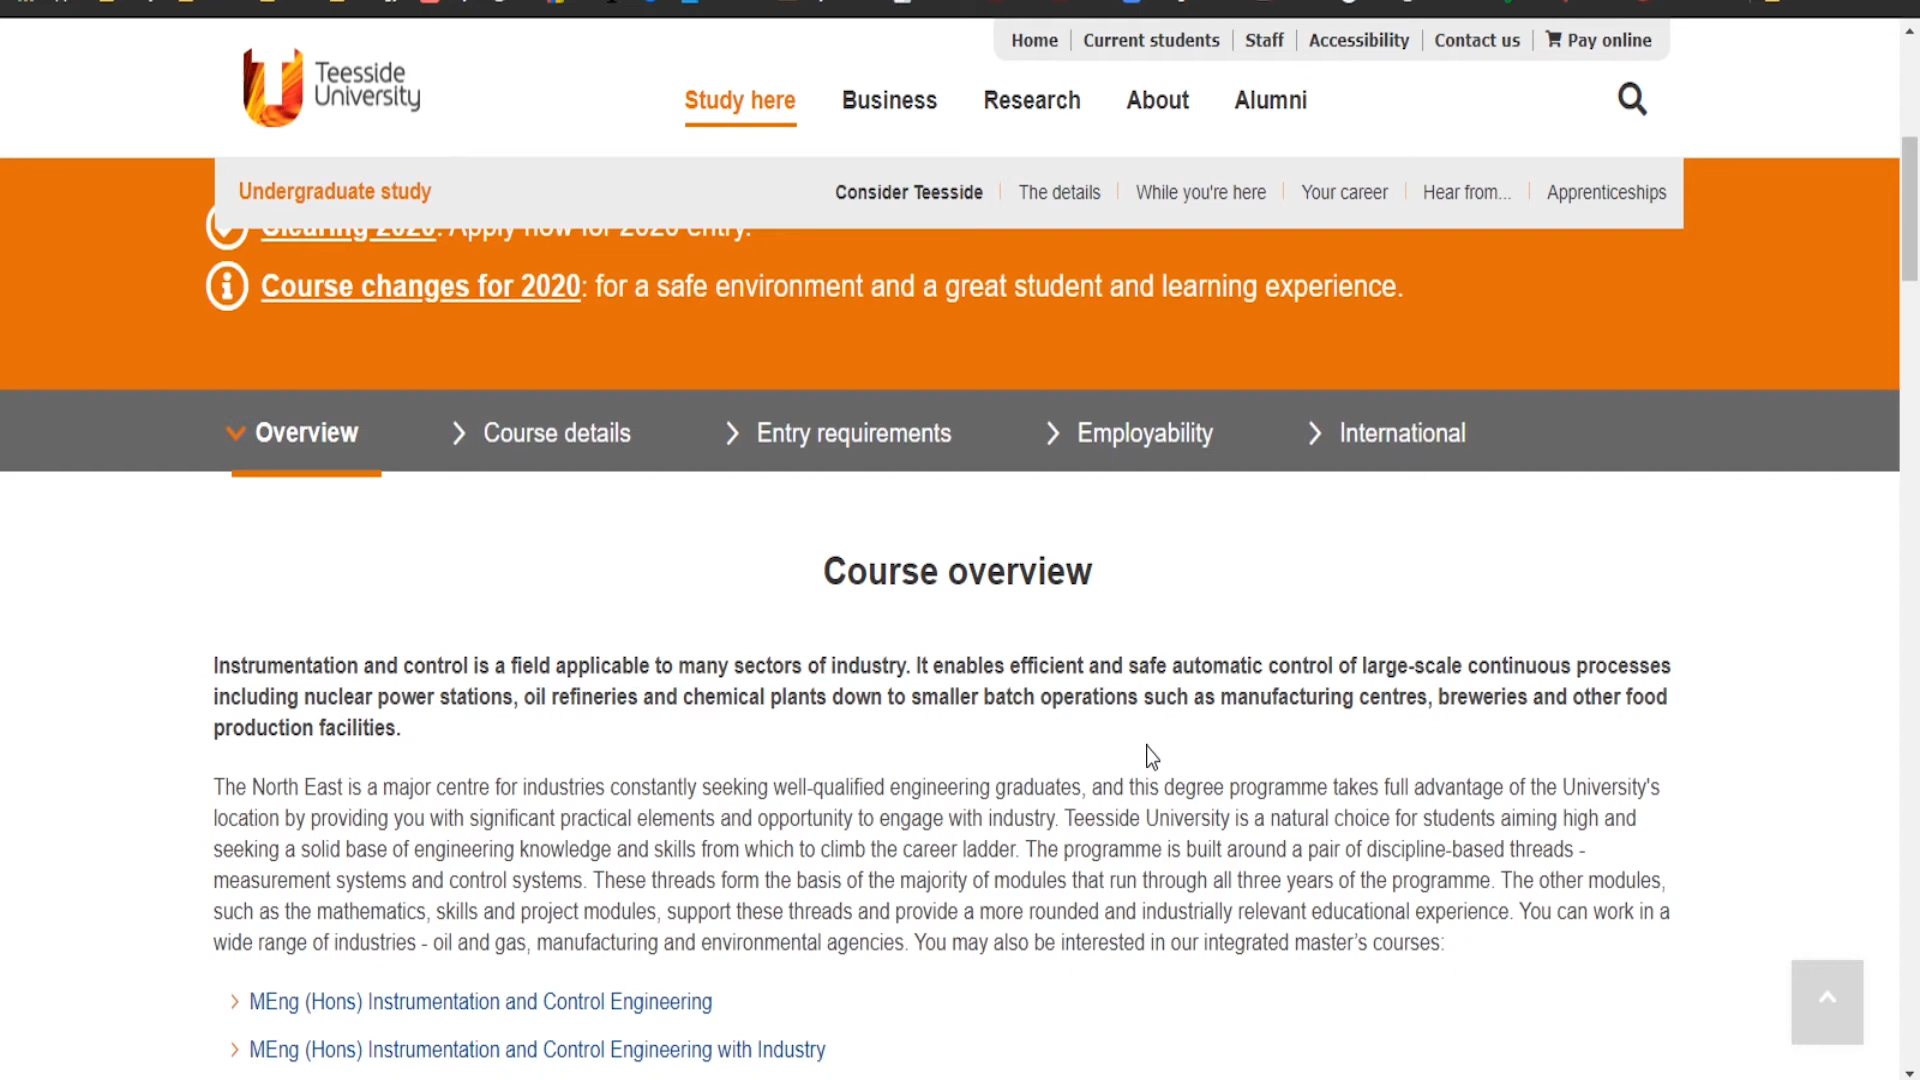 Home
Current students
Staff
Accessibility
Contact us
Pay online
Teesside
University
Study here
Business
Research
About
Alumni
Undergraduate study
Consider Teesside
The details
While you're here
Your career
Hear from...
Apprenticeships
Clearing 2020: Apply now for 2020 entry.
Course changes for 2020: for a safe environment and a great student and learning experience.
Overview
Course details
Entry requirements
Employability
International
Course overview
Instrumentation and control is a field applicable to many sectors of industry. It enables efficient and safe automatic control of large-scale continuous processes
including nuclear power stations, oil refineries and chemical plants down to smaller batch operations such as manufacturing centres, breweries and other food
production facilities.
The North East is a major centre for industries constantly seeking well-qualified engineering graduates, and this degree programme takes full advantage of the University's
location by providing you with significant practical elements and opportunity to engage with industry. Teesside University is a natural choice for students aiming high and
seeking a solid base of engineering knowledge and skills from which to climb the career ladder. The programme is built around a pair of discipline-based threads -
measurement systems and control systems. These threads form the basis of the majority of modules that run through all three years of the programme. The other modules,
such as the mathematics, skills and project modules, support these threads and provide a more rounded and industrially relevant educational experience. You can work in a
wide range of industries - oil and gas, manufacturing and environmental agencies. You may also be interested in our integrated master’s courses:
MEng (Hons) Instrumentation and Control Engineering
MEng (Hons) Instrumentation and Control Engineering with Industry